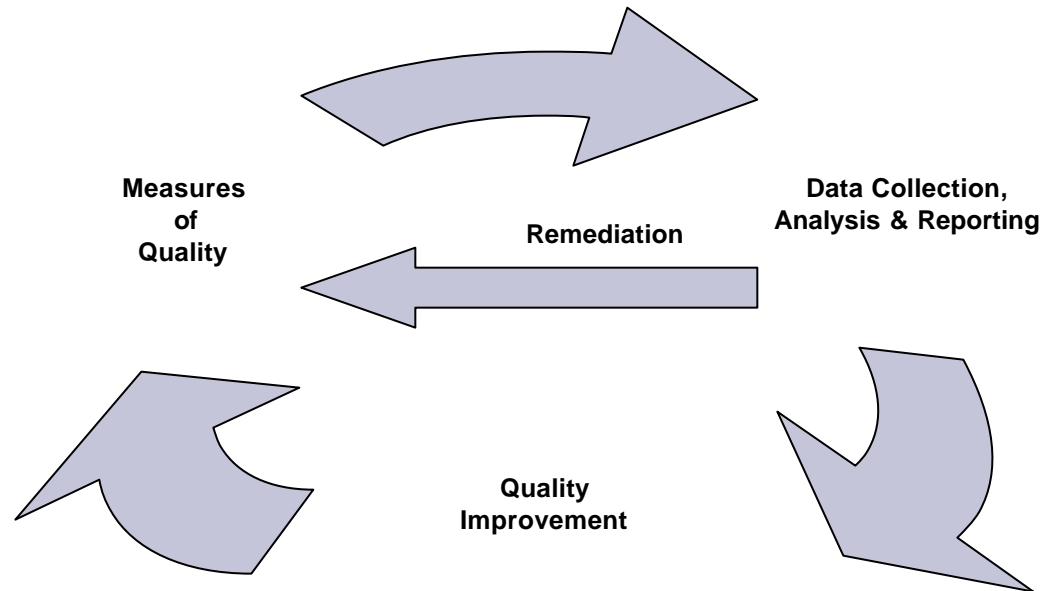 Measures
of
Quality
Data Collection,
Analysis & Reporting
Remediation
Quality
Improvement